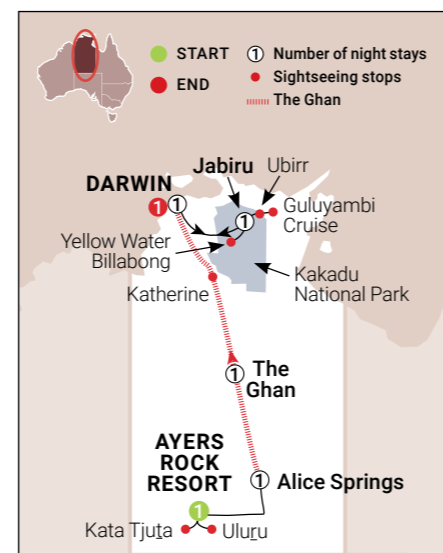 START
END
1 Number of night stays
Sightseeing stops
The Ghan
Jabiru
Ubirr
DARWIN
1
1
1
Guluyambi
Cruise
Yellow Water
Billabong
Kakadu
National Park
Katherine
1
The
Ghan
AYERS
ROCK
RESORT
1
Alice Springs
1
Kata Tjuṯa
Uluṟu